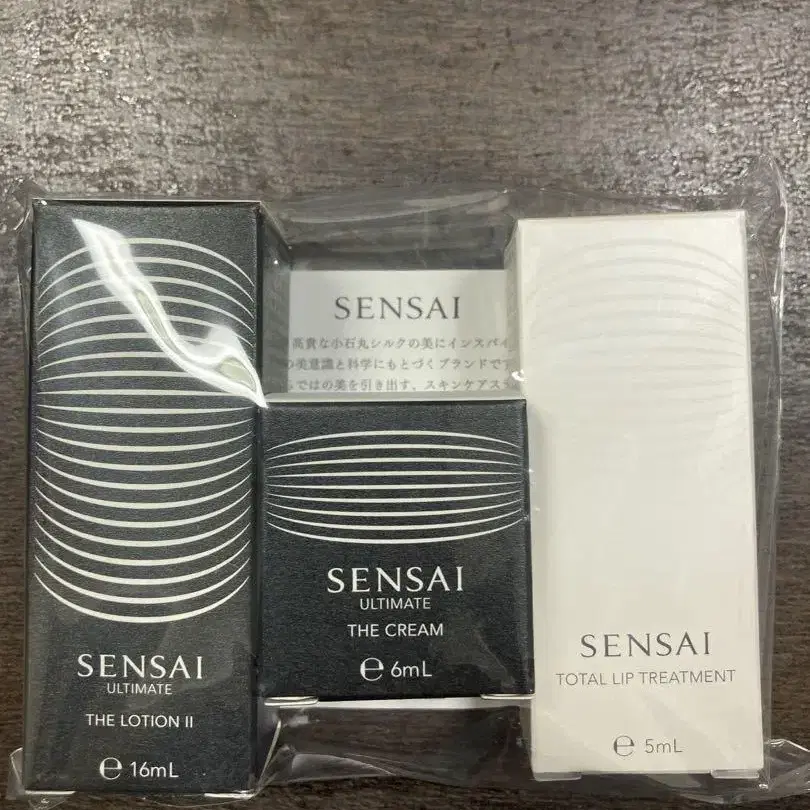 SENSAI
高貴な小石丸シルクの美にインスパイ
の美意識と科学にもとづくブランドで
らではの美を引き出す、スキンケアス
SENSAI
ULTIMATE
THE LOTION II
℮ 16mL
SENSAI
ULTIMATE
THE CREAM
℮ 6mL
SENSAI
TOTAL LIP TREATMENT
℮ 5mL